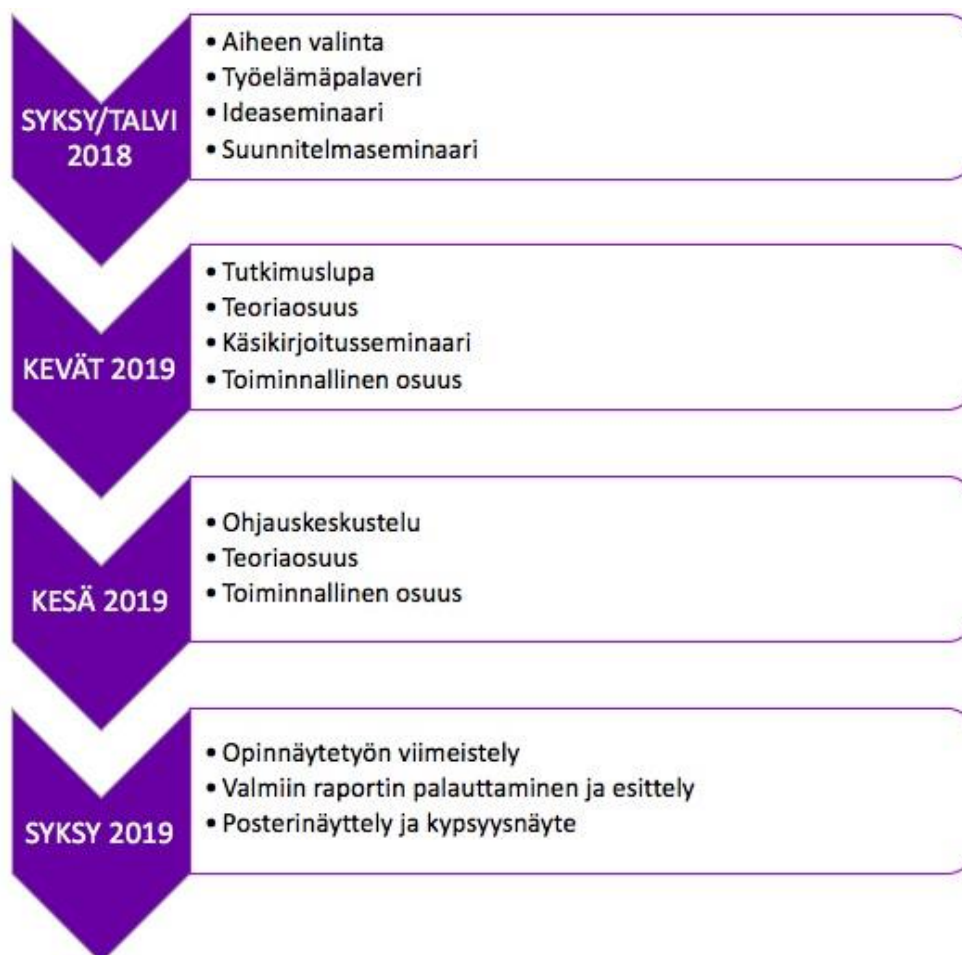 SYKSY/TALVI
2018
• Aiheen valinta
• Työelämäpalaveri
• Ideaseminaari
• Suunnitelmaseminaari
KEVÄT 2019
• Tutkimuslupa
• Teoriaosuus
• Käsikirjoitusseminaari
• Toiminnallinen osuus
KESÄ 2019
• Ohjauskeskustelu
• Teoriaosuus
• Toiminnallinen osuus
SYKSY 2019
• Opinnäytetyön viimeistely
• Valmiin raportin palauttaminen ja esittely
• Posterinäyttely ja kypsyysnäyte